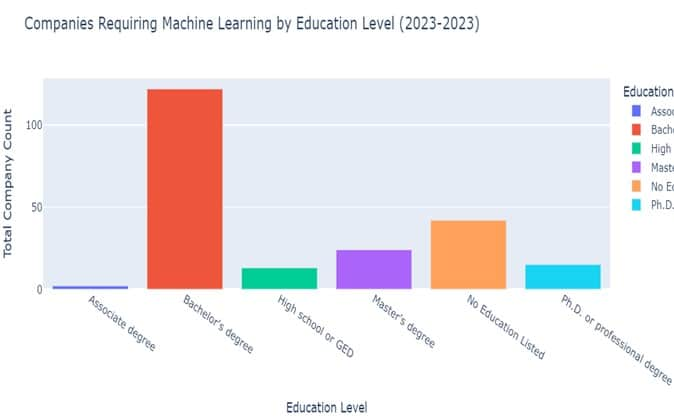 Companies Requiring Machine Learning by Education Level (2023-2023)
Total Company Count
100
50
0
Associate degree
Bachelor's degree
High school or GED
Master's degree
No Education Listed
Ph.D. or professional degree
Education Level
Education
Asso
Bache
High
Maste
No Ed
Ph.D.